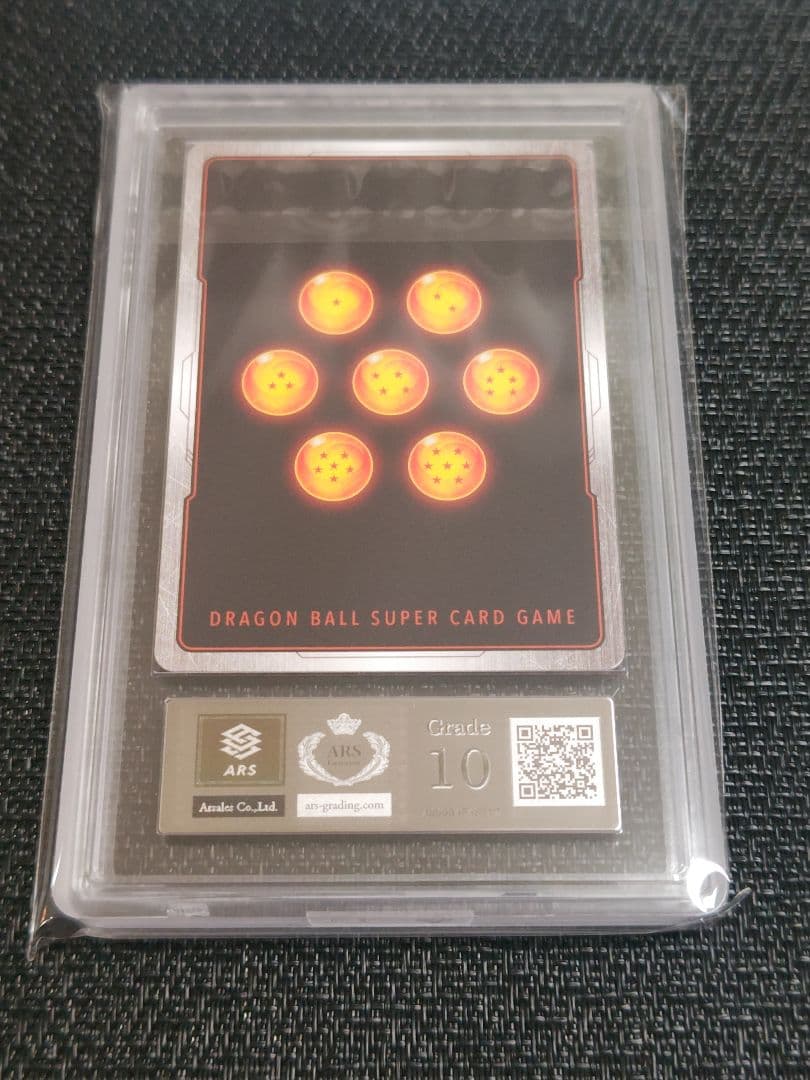 DRAGON BALL SUPER CARD GAME
ARS
Arsales Co.,Ltd.
ARS
ars-grading.com
Grade
10